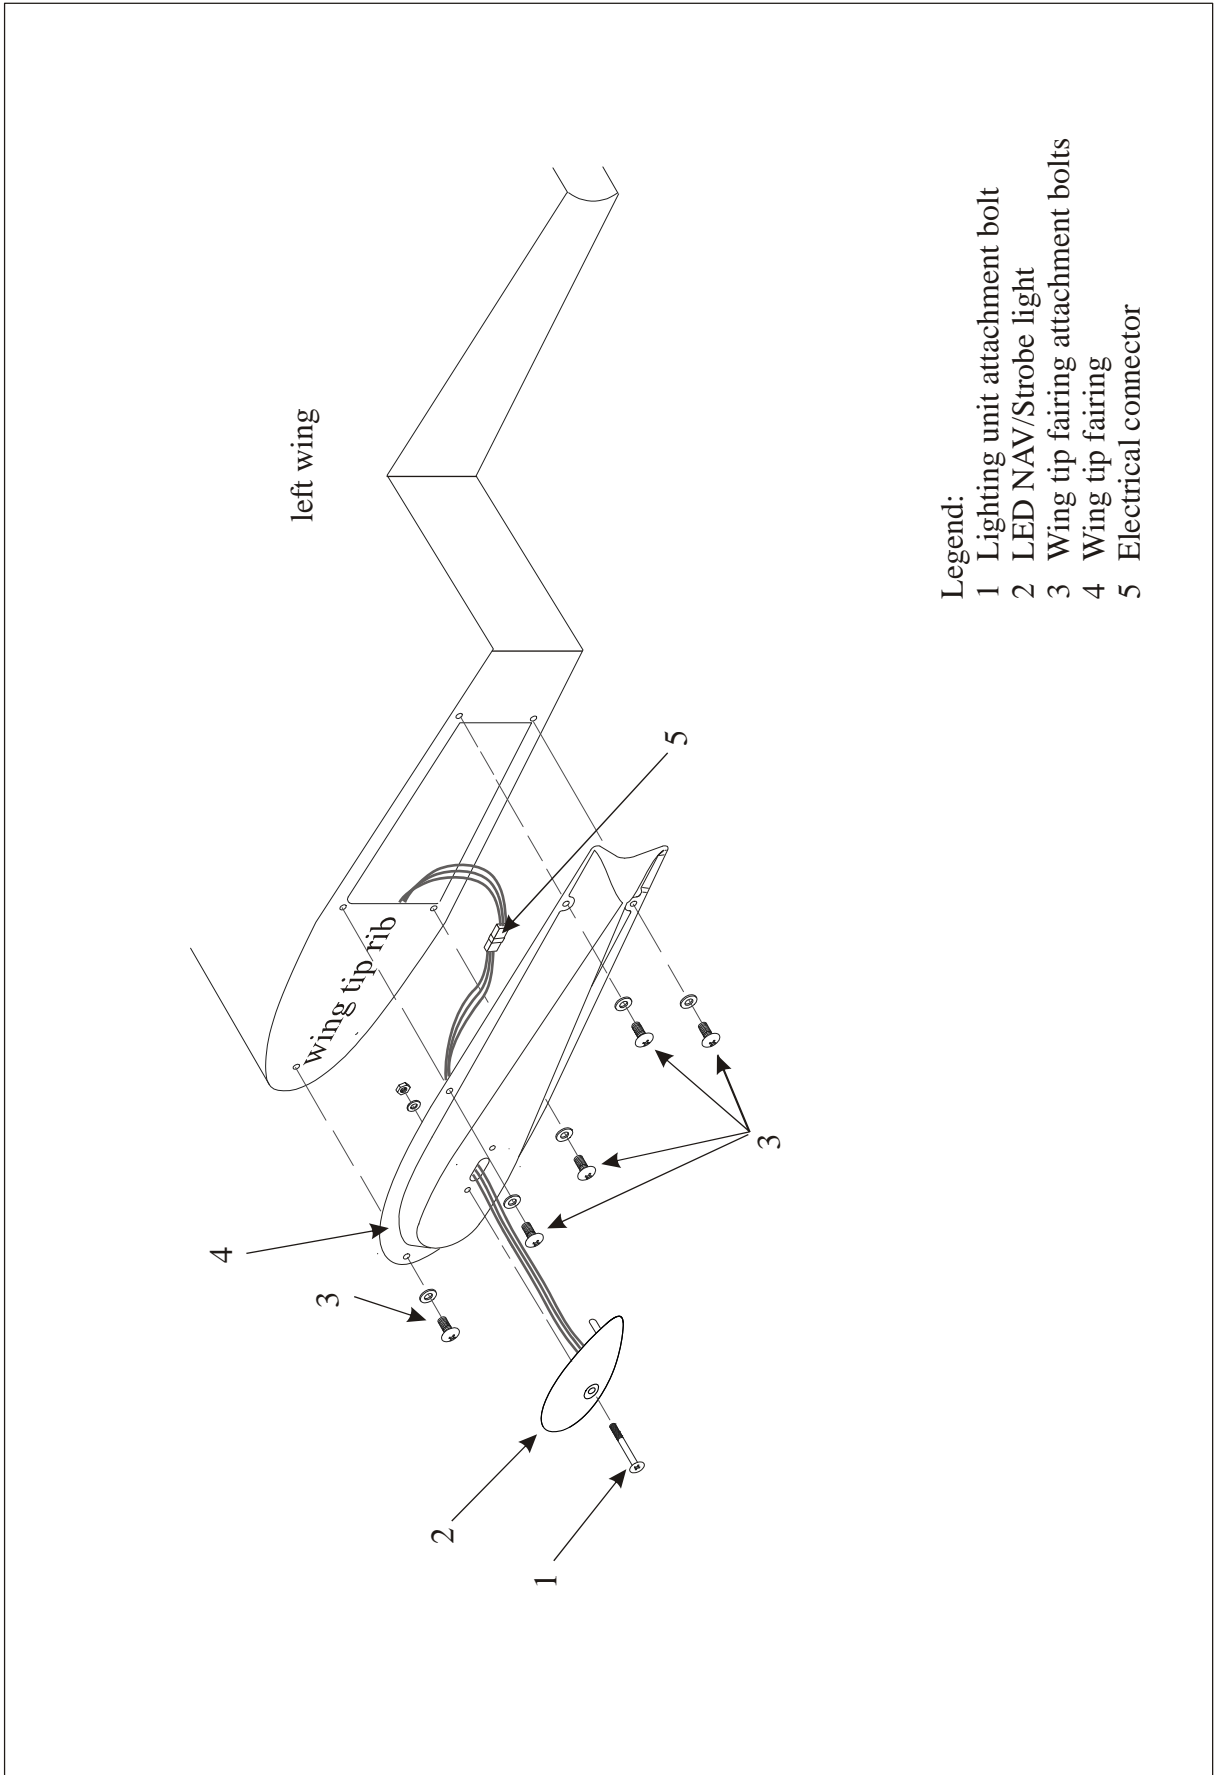 left wing
wing tip rib
4
3
2
1
5
3
Legend:
1 Lighting unit attachment bolt
2 LED NAV/Strobe light
3 Wing tip fairing attachment bolts
4 Wing tip fairing
5 Electrical connector